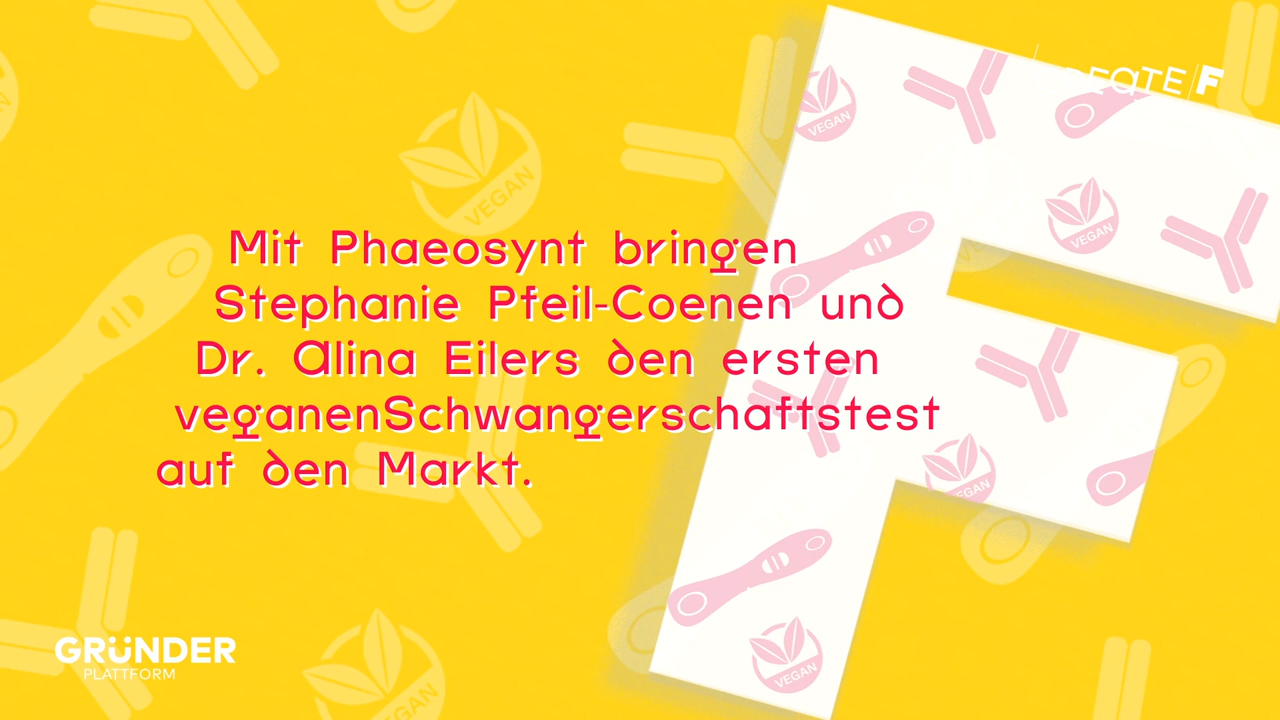 Mit Phaeosynt bringen
Stephanie Pfeil-Coenen und
Dr. Alina Eilers den ersten
veganenSchwangerschaftstest
auf den Markt.
GRÜNDER
PLATTFORM
VEGAN
VEGAN
VEGAN
VEGAN
VEGAN
VEGAN